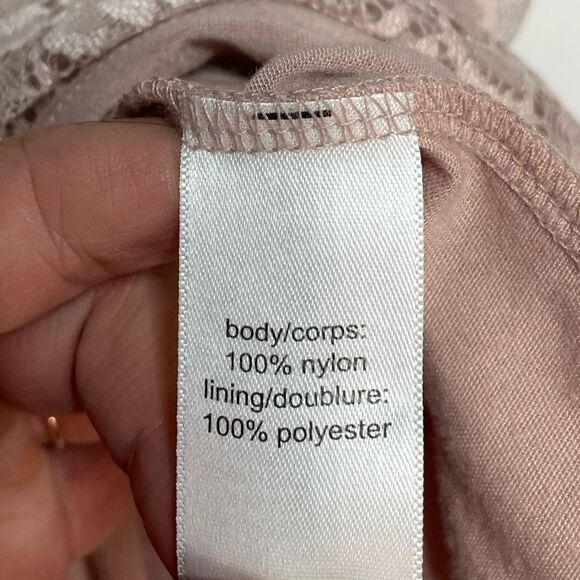 body/corps:
100% nylon
lining/doublure:
100% polyester